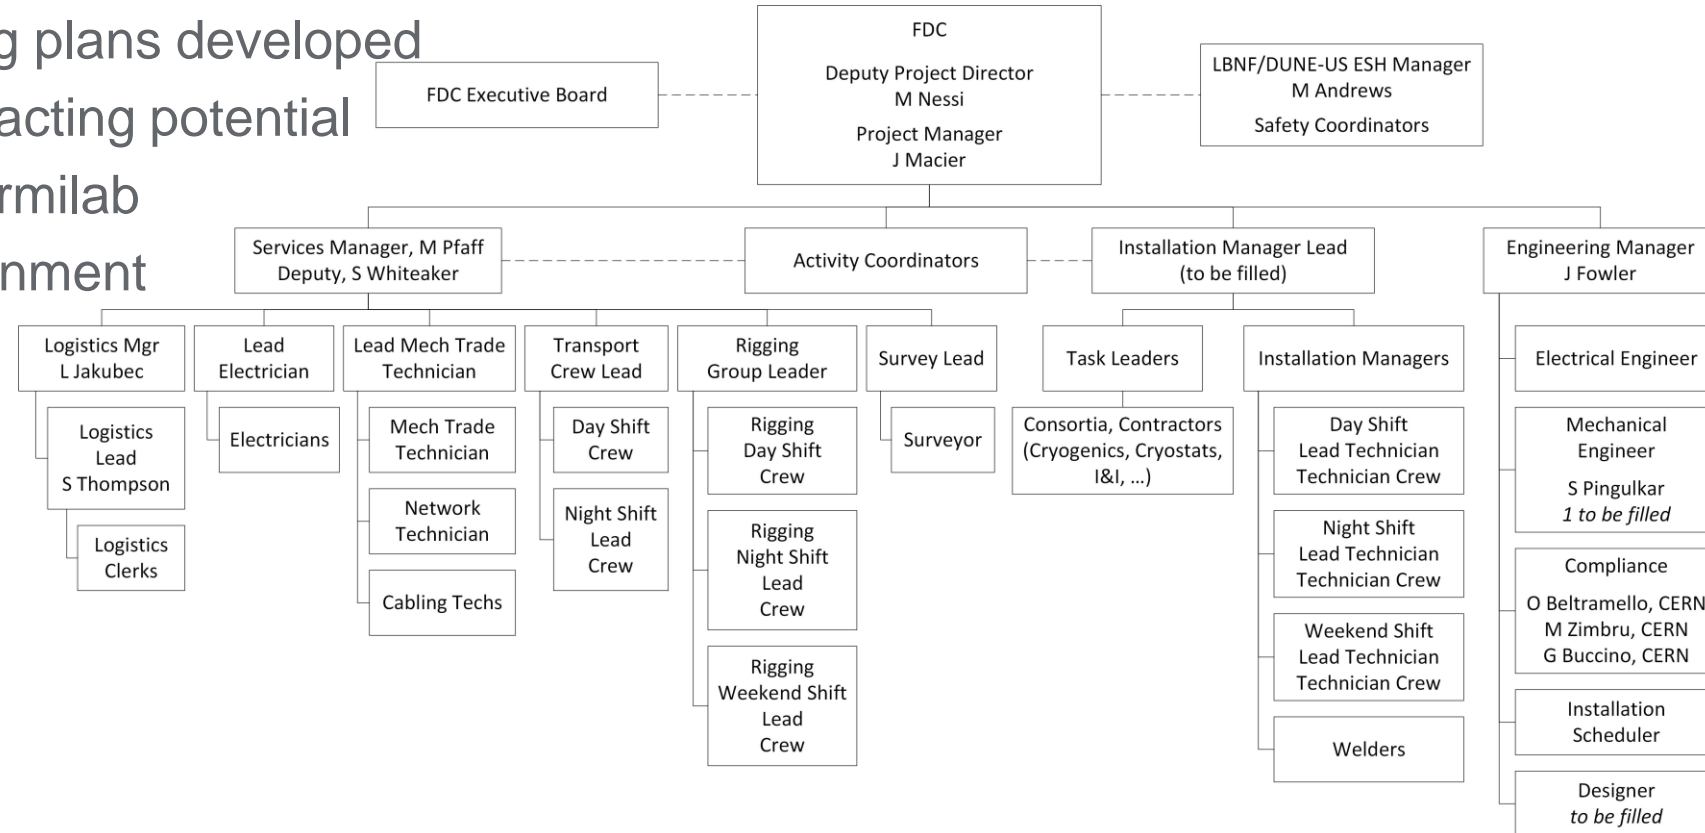 g plans developed
acting potential
rmilab
nment
FDC
Deputy Project Director
M Nessi
Project Manager
J Macier
FDC Executive Board
LBNF/DUNE-US ESH Manager
M Andrews
Safety Coordinators
Services Manager, M Pfaff
Deputy, S Whiteaker
Activity Coordinators
Installation Manager Lead
(to be filled)
Engineering Manager
J Fowler
Logistics Mgr
L Jakubec
Logistics
Lead
S Thompson
Logistics
Clerks
Lead
Electrician
Electricians
Lead Mech Trade
Technician
Mech Trade
Technician
Network
Technician
Cabling Techs
Transport
Crew Lead
Day Shift
Crew
Night Shift
Lead
Crew
Rigging
Group Leader
Rigging
Day Shift
Crew
Rigging
Night Shift
Lead
Crew
Rigging
Weekend Shift
Lead
Crew
Survey Lead
Surveyor
Task Leaders
Consortia, Contractors
(Cryogenics, Cryostats,
I&I, ...)
Installation Managers
Day Shift
Lead Technician
Technician Crew
Night Shift
Lead Technician
Technician Crew
Weekend Shift
Lead Technician
Technician Crew
Welders
Electrical Engineer
Mechanical
Engineer
S Pingulkar
1 to be filled
Compliance
O Beltramello, CERN
M Zimbru, CERN
G Buccino, CERN
Installation
Scheduler
Designer
to be filled